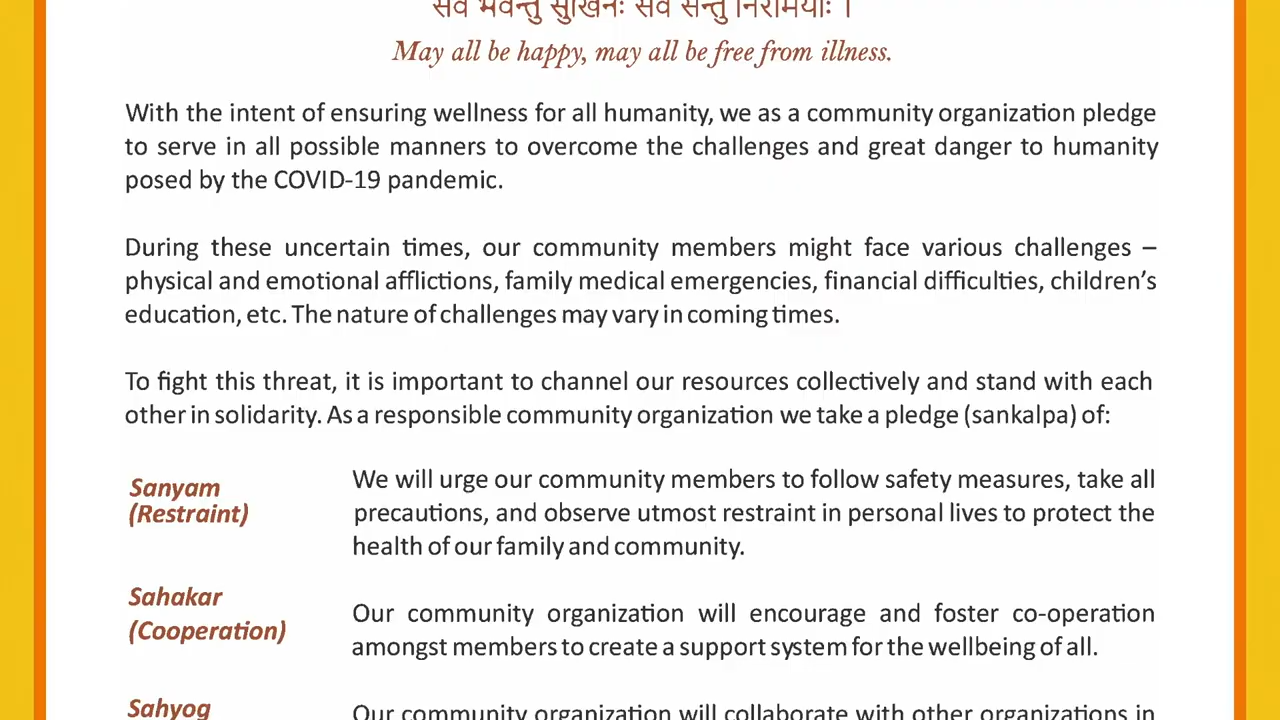 सर्वे भवन्तु सुखिनः सर्वे सन्तु निरामयाः ।
May all be happy, may all be free from illness.
With the intent of ensuring wellness for all humanity, we as a community organization pledge
to serve in all possible manners to overcome the challenges and great danger to humanity
posed by the COVID-19 pandemic.
During these uncertain times, our community members might face various challenges –
physical and emotional afflictions, family medical emergencies, financial difficulties, children’s
education, etc. The nature of challenges may vary in coming times.
To fight this threat, it is important to channel our resources collectively and stand with each
other in solidarity. As a responsible community organization we take a pledge (sankalpa) of:
Sanyam
(Restraint)
We will urge our community members to follow safety measures, take all
precautions, and observe utmost restraint in personal lives to protect the
health of our family and community.
Sahakar
(Cooperation)
Our community organization will encourage and foster co-operation
amongst members to create a support system for the wellbeing of all.
Sahyog
Our community organization will collaborate with other organizations in